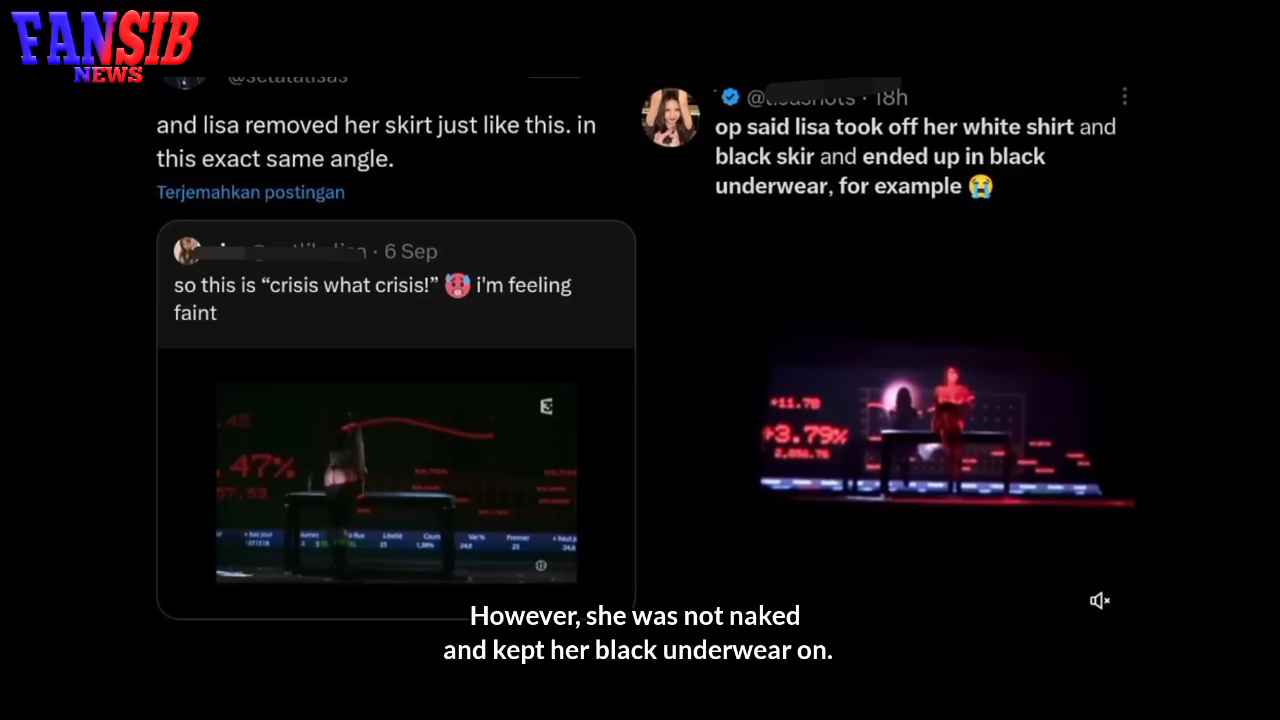 FANSIB
NEWS
and lisa removed her skirt just like this. in
this exact same angle.
Terjemahkan postingan
· 6 Sep
so this is “crisis what crisis!” 🥵 i'm feeling
faint
3
.47%
· 18h
op said lisa took off her white shirt and
black skir and ended up in black
underwear, for example 😭
+11.70
+3.79%
However, she was not naked
and kept her black underwear on.